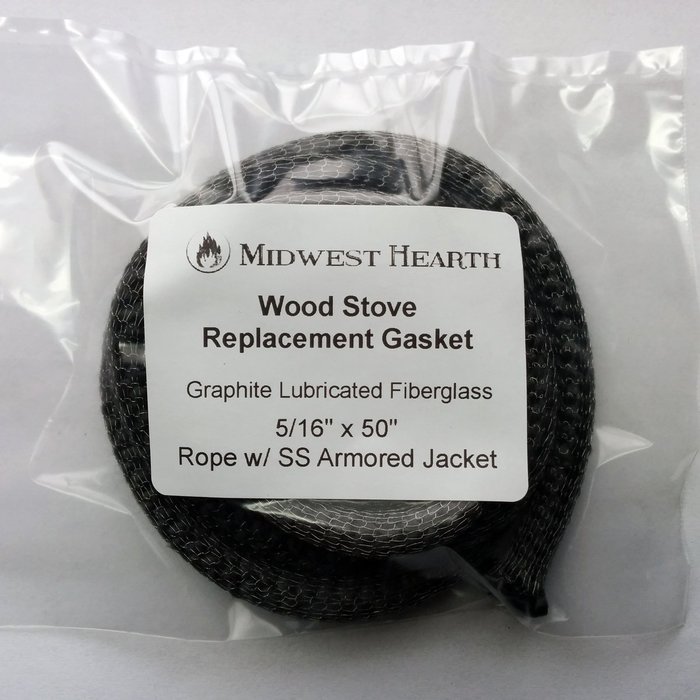 MIDWEST HEARTH
Wood Stove
Replacement Gasket
Graphite Lubricated Fiberglass
5/16" x 50"
Rope w/ SS Armored Jacket